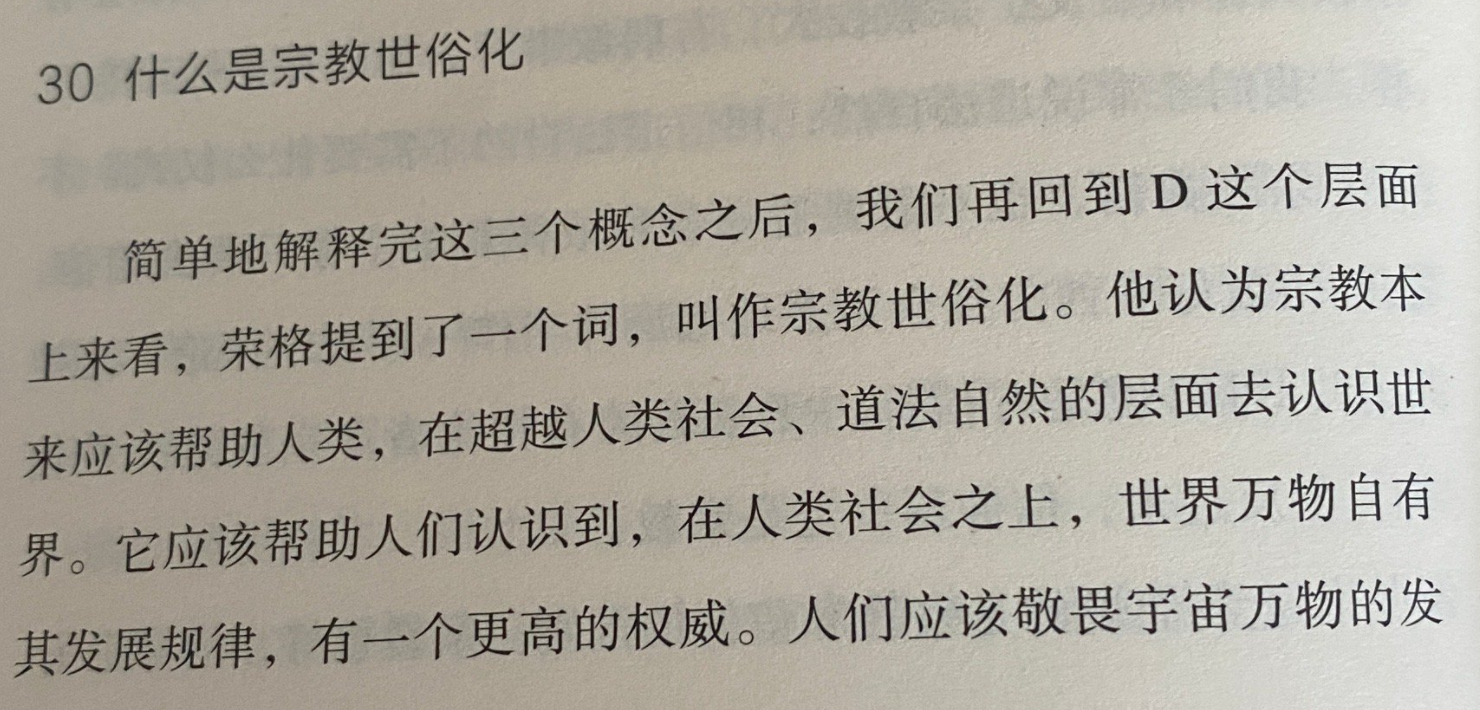 30 什么是宗教世俗化
简单地解释完这三个概念之后，我们再回到 D 这个层面
上来看，荣格提到了一个词，叫作宗教世俗化。他认为宗教本
来应该帮助人类，在超越人类社会、道法自然的层面去认识世
界。它应该帮助人们认识到，在人类社会之上，世界万物自有
其发展规律，有一个更高的权威。人们应该敬畏宇宙万物的发